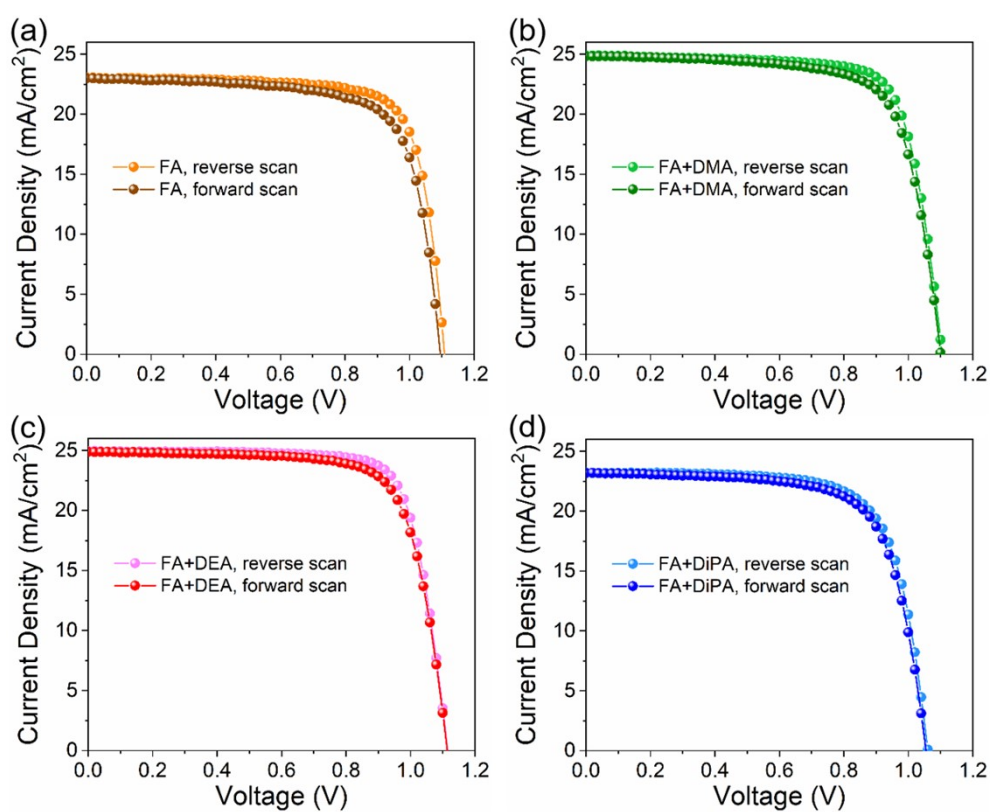 (a)
Current Density (mA/cm²)
25
20
15
10
5
0
FA, reverse scan
FA, forward scan
0.0 0.2 0.4 0.6 0.8 1.0 1.2
Voltage (V)
(b)
Current Density (mA/cm²)
25
20
15
10
5
0
FA+DMA, reverse scan
FA+DMA, forward scan
0.0 0.2 0.4 0.6 0.8 1.0 1.2
Voltage (V)
(c)
Current Density (mA/cm²)
25
20
15
10
5
0
FA+DEA, reverse scan
FA+DEA, forward scan
0.0 0.2 0.4 0.6 0.8 1.0 1.2
Voltage (V)
(d)
Current Density (mA/cm²)
25
20
15
10
5
0
FA+DiPA, reverse scan
FA+DiPA, forward scan
0.0 0.2 0.4 0.6 0.8 1.0 1.2
Voltage (V)